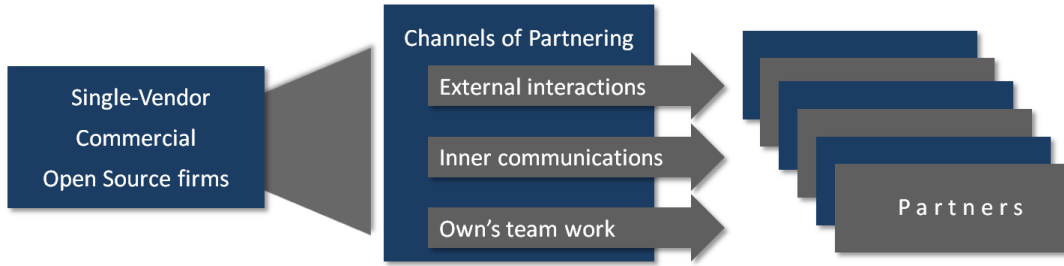 Single-Vendor
Commercial
Open Source firms
Channels of Partnering
External interactions
Inner communications
Own's team work
Partners